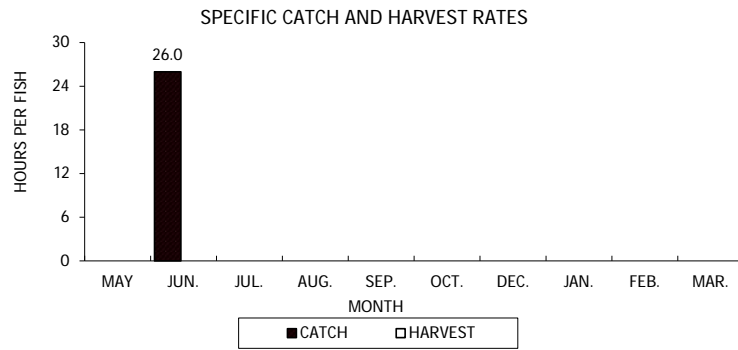 SPECIFIC CATCH AND HARVEST RATES
30
26.0
24
18
12
6
0
HOURS PER FISH
MAY JUN. JUL. AUG. SEP. OCT. DEC. JAN. FEB. MAR.
MONTH
CATCH HARVEST